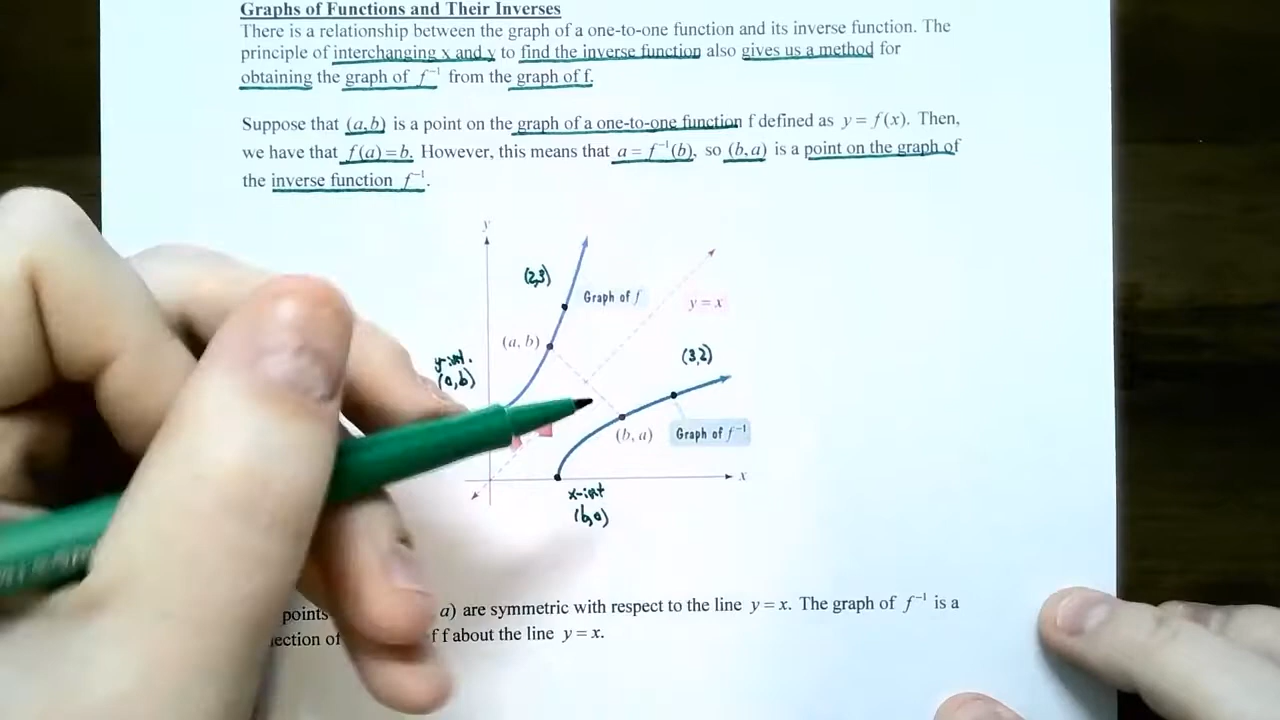 Graphs of Functions and Their Inverses
There is a relationship between the graph of a one-to-one function and its inverse function. The
principle of interchanging x and y to find the inverse function also gives us a method for
obtaining the graph of f⁻¹ from the graph of f.
Suppose that (a, b) is a point on the graph of a one-to-one function f defined as y = f(x). Then,
we have that f(a) = b. However, this means that a = f⁻¹(b), so (b, a) is a point on the graph of
the inverse function f⁻¹.
y
(2,3)
Graph of f
y = x
(a, b)
y-int.
(0,b)
(3,2)
(b, a)
Graph of f⁻¹
x
x-int
(b,0)
points a) are symmetric with respect to the line y = x. The graph of f⁻¹ is a
ection of f f about the line y = x.